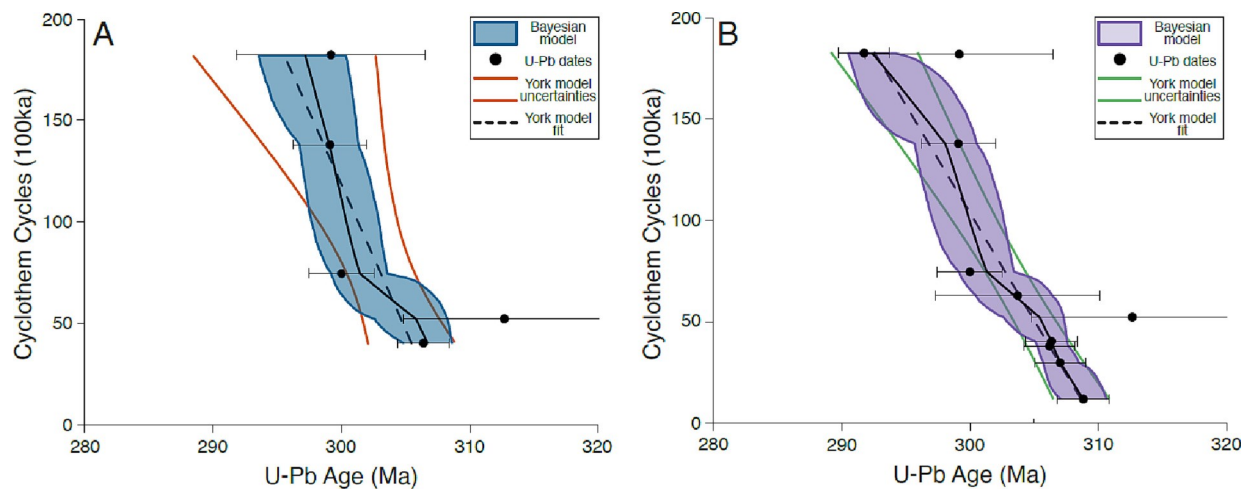 A
Bayesian
model
U-Pb dates
York model
uncertainties
York model
fit
200
150
100
50
0
Cyclothem Cycles (100ka)
280
290
300
310
320
U-Pb Age (Ma)
B
Bayesian
model
U-Pb dates
York model
uncertainties
York model
fit
200
150
100
50
0
Cyclothem Cycles (100ka)
280
290
300
310
320
U-Pb Age (Ma)